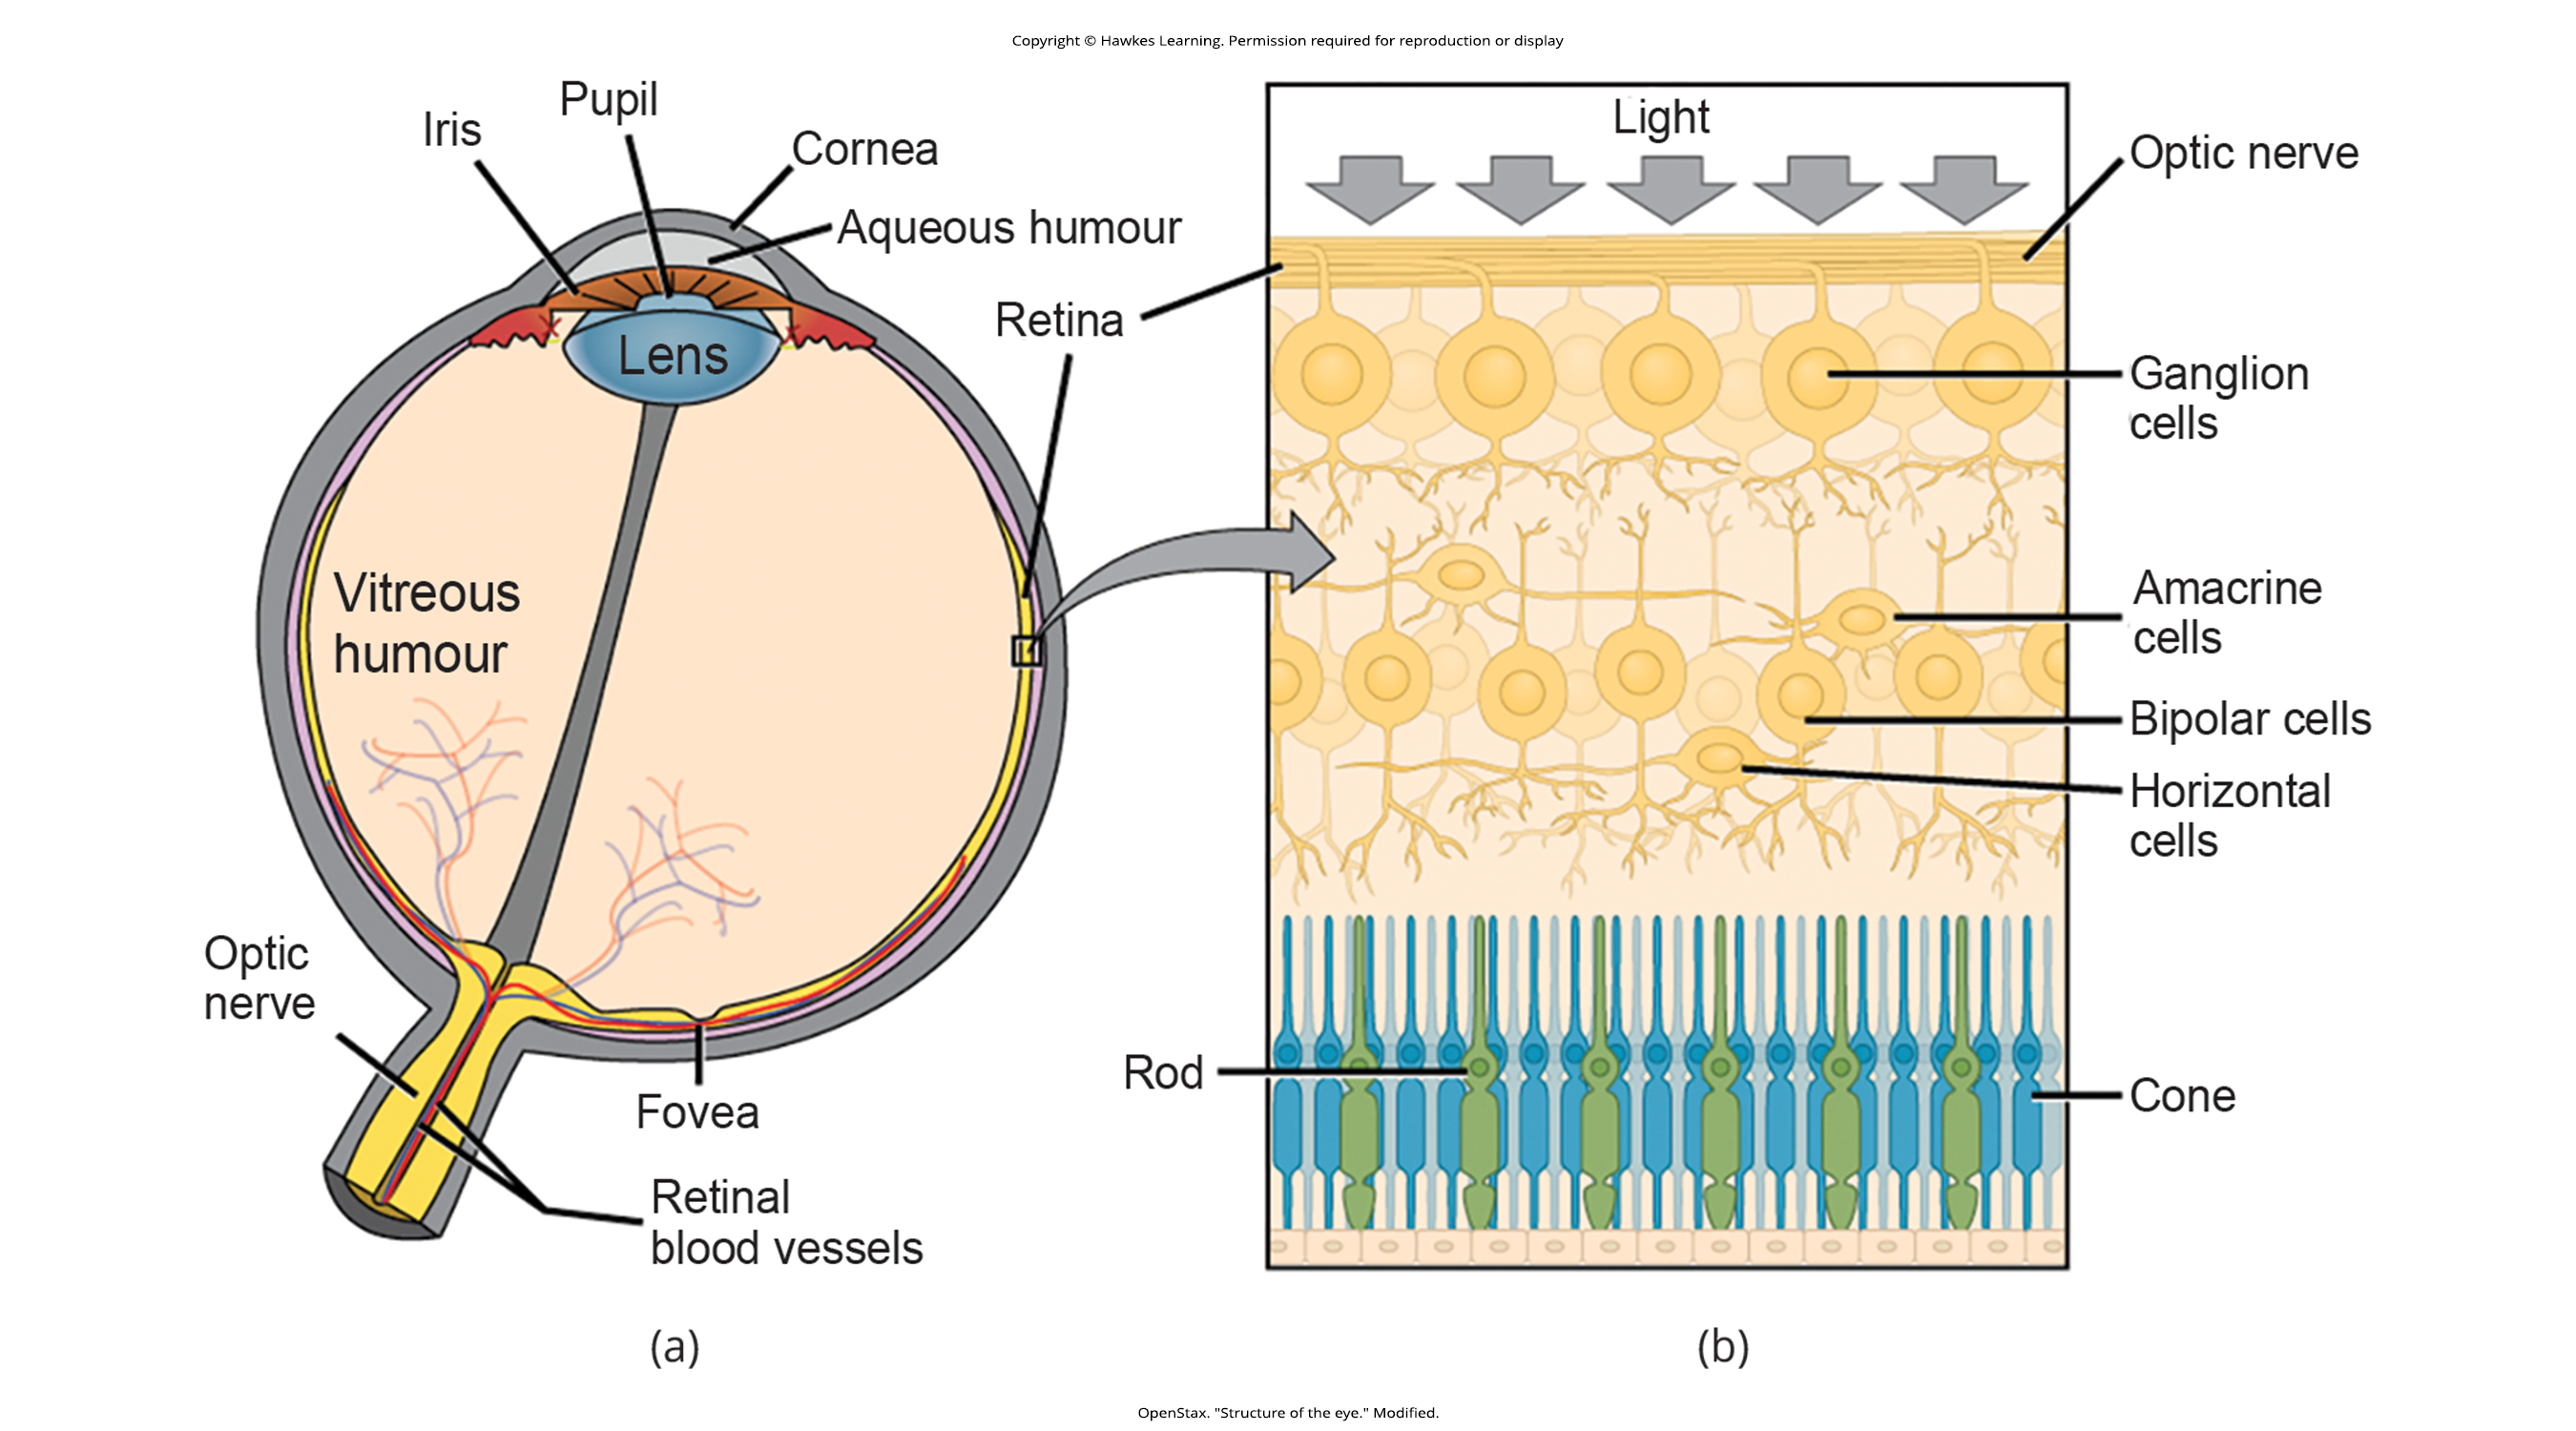 Copyright © Hawkes Learning. Permission required for reproduction or display
Pupil
Iris
Cornea
Aqueous humour
Retina
Lens
Vitreous
humour
Optic
nerve
Fovea
Retinal
blood vessels
(a)
Light
Optic nerve
Ganglion
cells
Amacrine
cells
Bipolar cells
Horizontal
cells
Rod
Cone
(b)
OpenStax. "Structure of the eye." Modified.